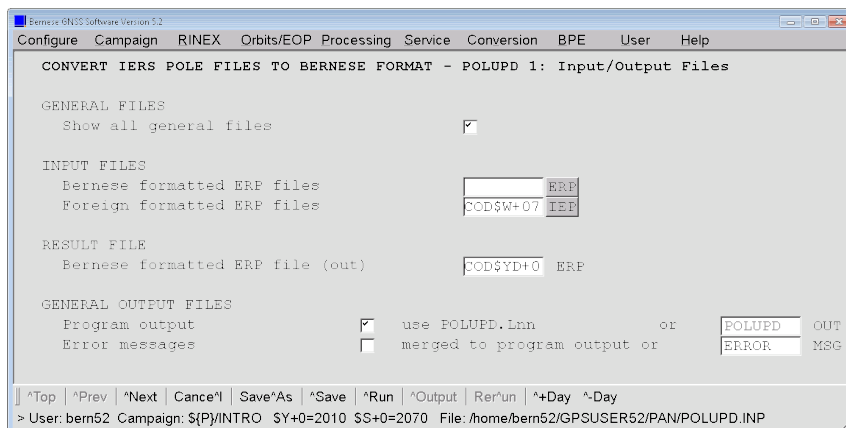 Bernese GNSS Software Version 5.2
Configure Campaign RINEX Orbits/EOP Processing Service Conversion BPE User Help
CONVERT IERS POLE FILES TO BERNESE FORMAT - POLUPD 1: Input/Output Files
GENERAL FILES
Show all general files
INPUT FILES
Bernese formatted ERP files ERP
Foreign formatted ERP files COD$W+07 IEP
RESULT FILE
Bernese formatted ERP file (out) COD$YD+0 ERP
GENERAL OUTPUT FILES
Program output use POLUPD.Lnn or POLUPD OUT
Error messages merged to program output or ERROR MSG
^Top | ^Prev | ^Next | Cance^l | Save^As | ^Save | ^Run | ^Output | Rer^un | ^+Day ^-Day
> User: bern52 Campaign: ${P}/INTRO $Y+0=2010 $S+0=2070 File: /home/bern52/GPSUSER52/PAN/POLUPD.INP